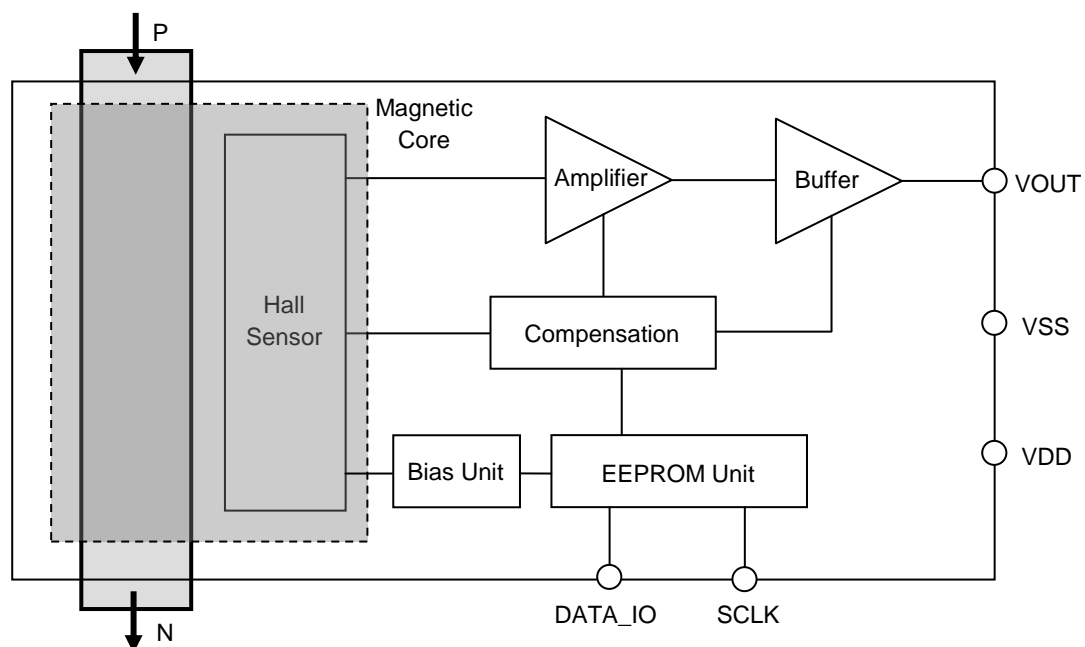 P
Magnetic
Core
Amplifier
Buffer
VOUT
Hall
Sensor
Compensation
VSS
Bias Unit
EEPROM Unit
VDD
DATA_IO
SCLK
N